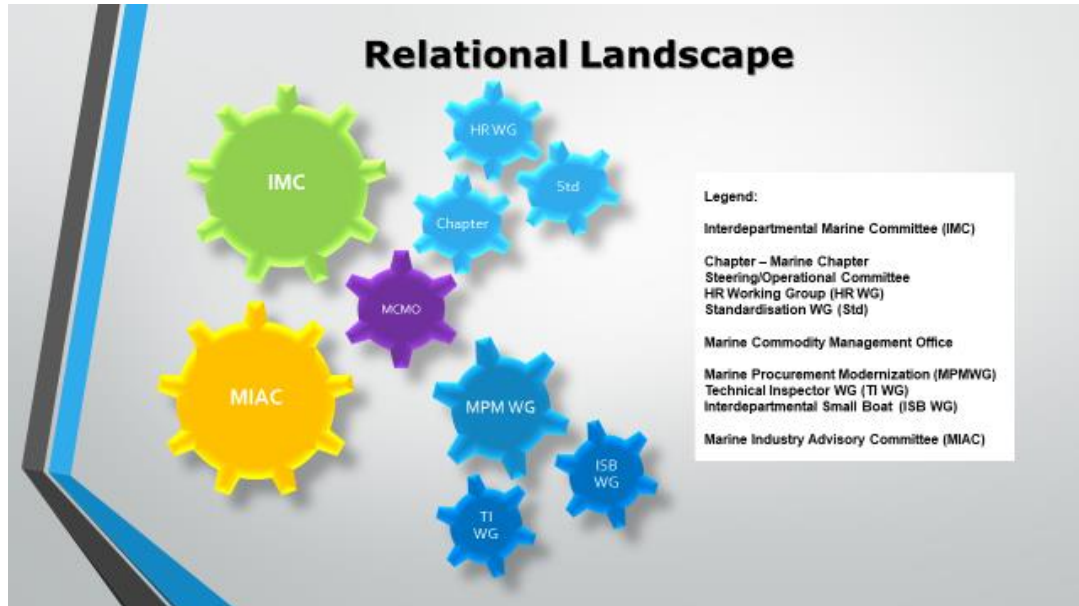 Relational Landscape
IMC
HR WG
Std
Chapter
MCMO
MIAC
MPM WG
ISB
WG
TI
WG
Legend:
Interdepartmental Marine Committee (IMC)
Chapter – Marine Chapter
Steering/Operational Committee
HR Working Group (HR WG)
Standardisation WG (Std)
Marine Commodity Management Office
Marine Procurement Modernization (MPMWG)
Technical Inspector WG (TI WG)
Interdepartmental Small Boat (ISB WG)
Marine Industry Advisory Committee (MIAC)